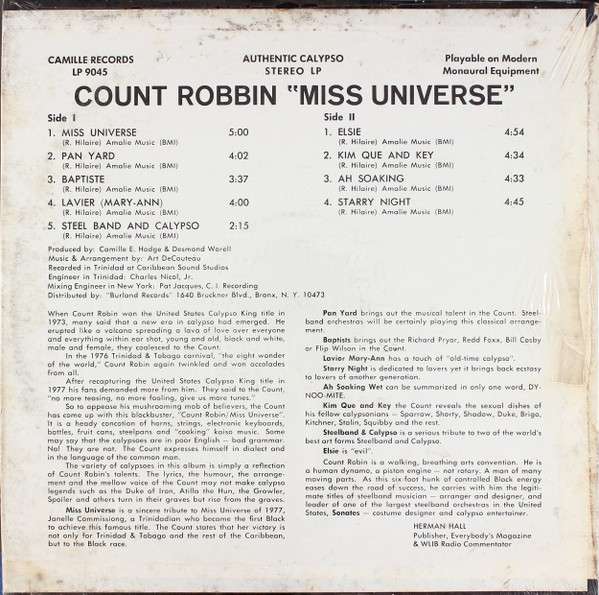 CAMILLE RECORDS
LP 9045
AUTHENTIC CALYPSO
STEREO LP
Playable on Modern
Monaural Equipment
COUNT ROBBIN "MISS UNIVERSE"
Side I
1. MISS UNIVERSE 5:00
(R. Hilaire) Amalie Music (BMI)
2. PAN YARD 4:02
(R. Hilaire) Amalie Music (BMI)
3. BAPTISTE 3:37
(R. Hilaire) Amalie Music (BMI)
4. LAVIER (MARY-ANN) 4:00
(R. Hilaire) Amalie Music (BMI)
5. STEEL BAND AND CALYPSO 2:15
(R. Hilaire) Amalie Music (BMI)
Side II
1. ELSIE 4:54
(R. Hilaire) Amalie Music (BMI)
2. KIM QUE AND KEY 4:34
(R. Hilaire) Amalie Music (BMI)
3. AH SOAKING 4:33
(R. Hilaire) Amalie Music (BMI)
4. STARRY NIGHT 4:45
(R. Hilaire) Amalie Music (BMI)
Produced by: Camille E. Hodge & Desmond Worell
Music & Arrangement by: Art DeCouteau
Recorded in Trinidad at Caribbean Sound Studios
Engineer in Trinidad: Charles Nicol, Jr.
Mixing Engineer in New York: Pat Jacques, C. I. Recording
Distributed by: "Burland Records" 1640 Bruckner Blvd., Bronx, N. Y. 10473
When Count Robin won the United States Calypso King title in
1973, many said that a new era in calypso had emerged. He
erupted like a volcano spreading a lava of love over everyone
and everything within ear shot, young and old, black and white,
male and female, they coalesced to the Count.
In the 1976 Trinidad & Tobago carnival, "the eight wonder
of the world," Count Robin again twinkled and won accolades
from all.
After recapturing the United States Calypso King title in
1977 his fans demanded more from him. They said to the Count,
"no more teasing, no more fooling, give us more tunes."
So to appease his mushrooming mob of believers, the Count
has come up with this blackbuster, "Count Robin/Miss Universe".
It is a heady concetion of horns, strings, electronic keyboards,
bottles, fruit cans, steelpans and "cooking" kaiso music. Some
may say that the calypsoes are in poor English — bad grammar.
No! They are not. The Count expresses himself in dialect and
in the language of the common man.
The variety of calypsoes in this album is simply a reflection
of Count Robin's talents. The lyrics, the humour, the arrange-
ment and the mellow voice of the Count may not make calypso
legends such as the Duke of Iron, Atilla the Hun, the Growler,
Spoiler and others turn in their graves but rise from the graves.
Miss Universe is a sincere tribute to Miss Universe of 1977,
Janelle Commissiong, a Trinidadian who became the first Black
to achieve this famous title. The Count states that her victory is
not only for Trinidad & Tobago and the rest of the Caribbean,
but to the Black race.
Pan Yard brings out the musical talent in the Count. Steel-
band orchestras will be certainly playing this classical arrange-
ment.
Baptists brings out the Richard Pryor, Redd Foxx, Bill Cosby
or Flip Wilson in the Count.
Lavior Mary-Ann has a touch of "old-time calypso".
Starry Night is dedicated to lovers yet it brings back ecstasy
to lovers of another generation.
Ah Soaking Wet can be summarized in only one word, DY-
NOO-MITE.
Kim Que and Key the Count reveals the sexual dishes of
his fellow calypsonians — Sparrow, Shorty, Shadow, Duke, Brigo,
Kitchner, Stalin, Squibby and the rest.
Steelband & Calypso is a serious tribute to two of the world's
best art forms Steelband and Calypso.
Elsie is "evil".
Count Robin is a walking, breathing arts convention. He is
a human dynamo, a piston engine — not rotary. A man of many
moving parts. As this six-foot hunk of controlled Black energy
eases down the road of success, he carries with him the legiti-
mate titles of steelband musician — arranger and designer, and
leader of one of the largest steelband orchestras in the United
States, Sonatos — costume designer and calypso entertainer.
HERMAN HALL
Publisher, Everybody's Magazine
& WLIB Radio Commentator